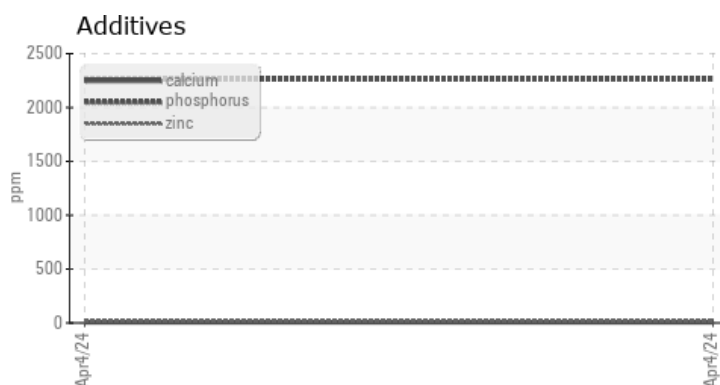 Additives
2500
2000
1500
1000
500
0
ppm
calcium
phosphorus
zinc
Apr4/24
Apr4/24